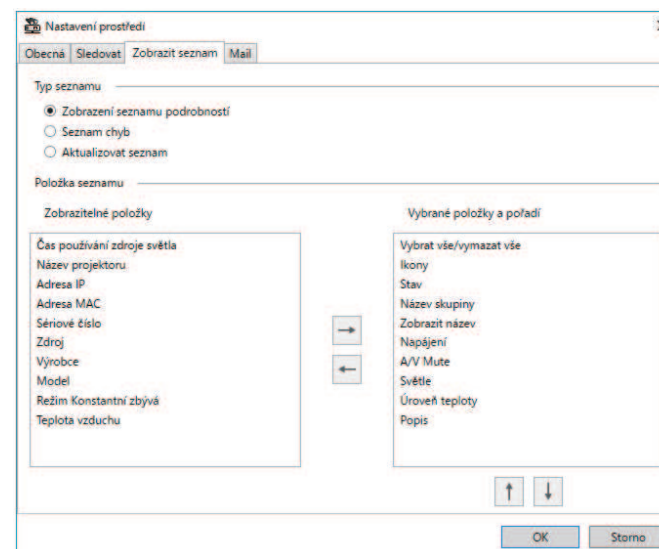 Nastavení prostředí
Obecná Sledovat Zobrazit seznam Mail
Typ seznamu
Zobrazení seznamu podrobností
Seznam chyb
Aktualizovat seznam
Položka seznamu
Zobrazitelné položky
Čas používání zdroje světla
Název projektoru
Adresa IP
Adresa MAC
Sériové číslo
Zdroj
Výrobce
Model
Režim Konstantní zbývá
Teplota vzduchu
Vybrané položky a pořadí
Vybrat vše/vymazat vše
Ikony
Stav
Název skupiny
Zobrazit název
Napájení
A/V Mute
Světle
Úroveň teploty
Popis
OK Storno